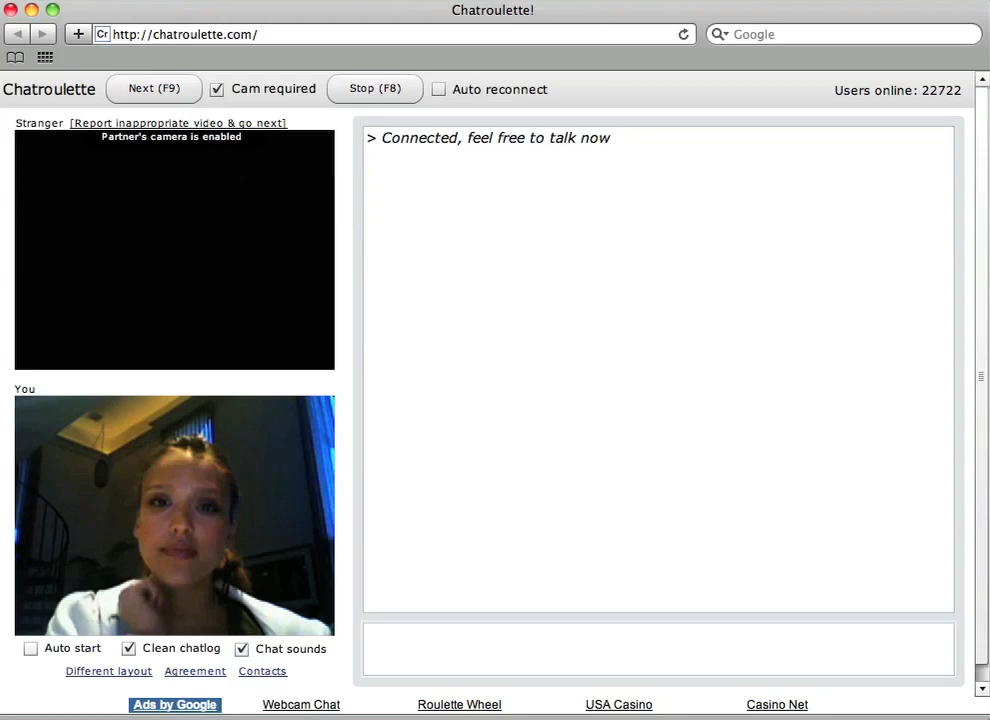 Chatroulette!
Cr http://chatroulette.com/
Google
Chatroulette
Next (F9)
Cam required
Stop (F8)
Auto reconnect
Users online: 22722
Stranger [Report inappropriate video & go next]
Partner's camera is enabled
> Connected, feel free to talk now
You
Auto start
Clean chatlog
Chat sounds
Different layout
Agreement
Contacts
Ads by Google
Webcam Chat
Roulette Wheel
USA Casino
Casino Net